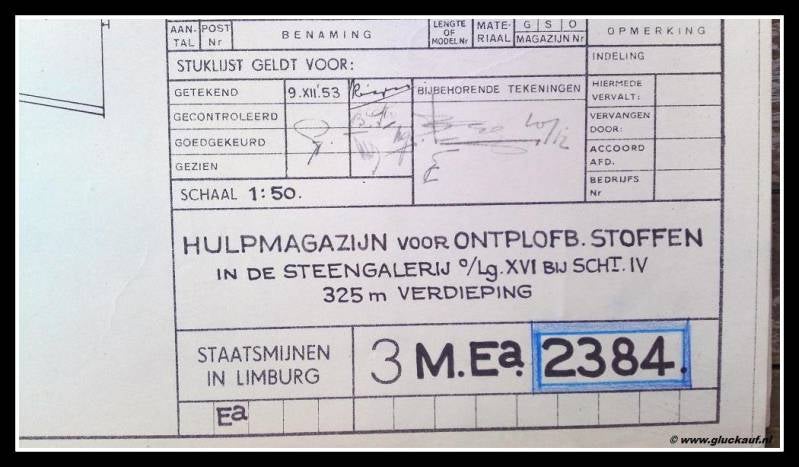 AAN-TAL POST Nr BENAMING LENGTE OF MODEL Nr MATE-RIAAL G S O MAGAZIJN Nr OPMERKING
STUKLIJST GELDT VOOR: INDELING
GETEKEND 9.XII.'53 BIJBEHORENDE TEKENINGEN HIERMEDE VERVALT:
GECONTROLEERD VERVANGEN DOOR:
GOEDGEKEURD ACCOORD AFD.
GEZIEN BEDRIJFS Nr
SCHAAL 1:50.
HULPMAGAZIJN VOOR ONTPLOFB. STOFFEN
IN DE STEENGALERIJ o/Lg. XVI BIJ SCHT. IV
325 m VERDIEPING
STAATSMIJNEN
IN LIMBURG
3 M.Ea. 2384.
Ea
© www.gluckauf.nl